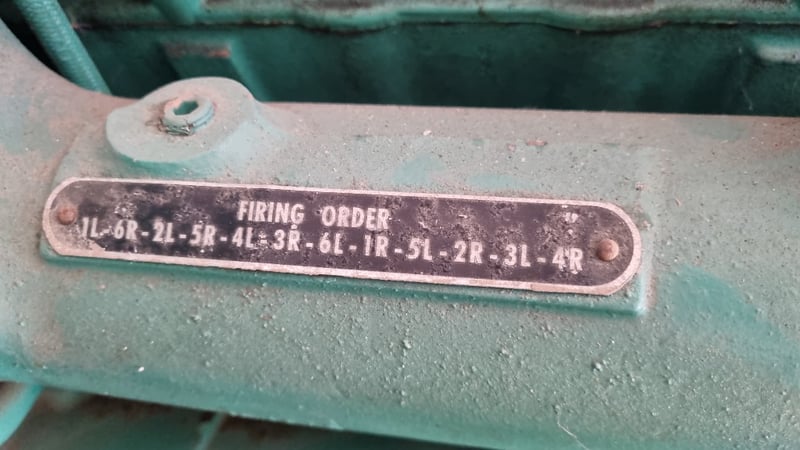 FIRING ORDER
1L-6R-2L-5R-4L-3R-6L-1R-5L-2R-3L-4R